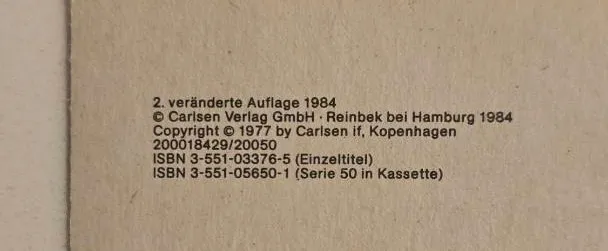 2. veränderte Auflage 1984
© Carlsen Verlag GmbH · Reinbek bei Hamburg 1984
Copyright © 1977 by Carlsen if, Kopenhagen
200018429/20050
ISBN 3-551-03376-5 (Einzeltitel)
ISBN 3-551-05650-1 (Serie 50 in Kassette)